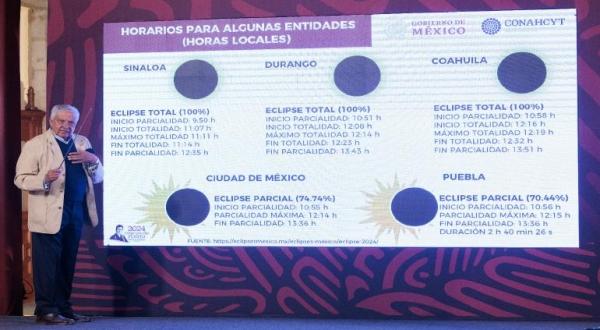 HORARIOS PARA ALGUNAS ENTIDADES
(HORAS LOCALES)
GOBIERNO DE
MÉXICO
CONAHCYT
SINALOA
ECLIPSE TOTAL (100%)
INICIO PARCIALIDAD: 9:50 h
INICIO TOTALIDAD: 11:07 h
MÁXIMO TOTALIDAD: 11:11 h
FIN TOTALIDAD: 11:14 h
FIN PARCIALIDAD: 12:35 h
DURANGO
ECLIPSE TOTAL (100%)
INICIO PARCIALIDAD: 10:51 h
INICIO TOTALIDAD: 12:08 h
MÁXIMO TOTALIDAD: 12:14 h
FIN TOTALIDAD: 12:23 h
FIN PARCIALIDAD: 13:43 h
COAHUILA
ECLIPSE TOTAL (100%)
INICIO PARCIALIDAD: 10:58 h
INICIO TOTALIDAD: 12:16 h
MÁXIMO TOTALIDAD: 12:19 h
FIN TOTALIDAD: 12:32 h
FIN PARCIALIDAD: 13:51 h
CIUDAD DE MÉXICO
ECLIPSE PARCIAL (74.74%)
INICIO PARCIALIDAD: 10:55 h
PARCIALIDAD MÁXIMA: 12:14 h
FIN PARCIALIDAD: 13:36 h
PUEBLA
ECLIPSE PARCIAL (70.44%)
INICIO PARCIALIDAD: 10:56 h
PARCIALIDAD MÁXIMA: 12:15 h
FIN PARCIALIDAD: 13:36 h
DURACIÓN 2 h 40 min 26 s
2024
FUENTE: https://eclipsemexico.mx/eclipses-mexico/eclipse-2024/